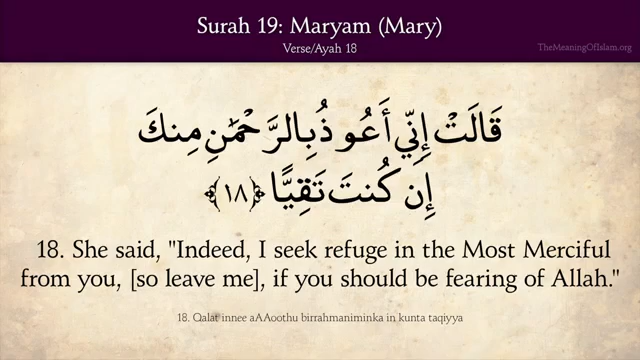 Surah 19: Maryam (Mary)
Verse/Ayah 18
TheMeaningOfIslam.org
قَالَتْ إِنِّي أَعُوذُ بِالرَّحْمَٰنِ مِنكَ
إِن كُنتَ تَقِيًّا ﴿١٨﴾
18. She said, "Indeed, I seek refuge in the Most Merciful
from you, [so leave me], if you should be fearing of Allah."
18. Qalat innee aAAoothu birrahmaniminka in kunta taqiyya